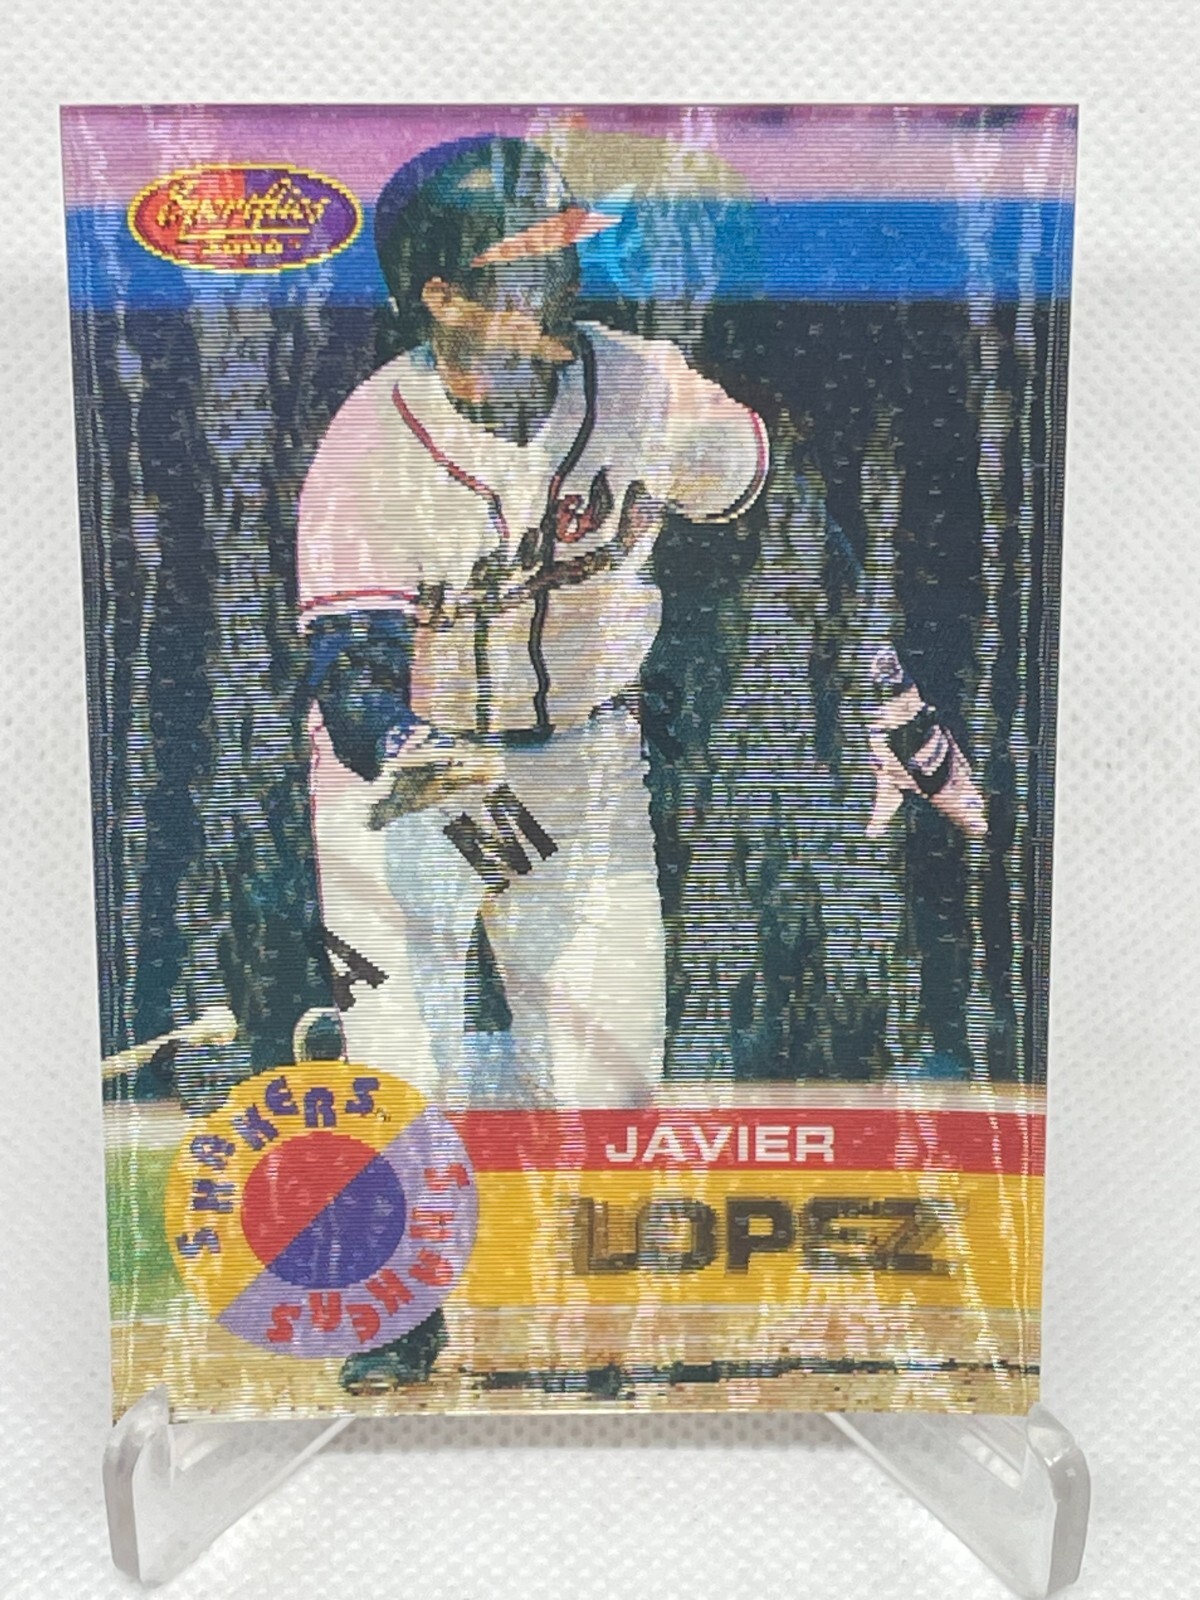 Sportflics
2000
M
A
SHAKERS
SHAKERS
JAVIER
LOPEZ